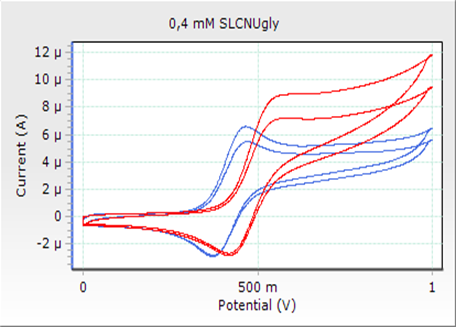 0,4 mM SLCNUgly
12 µ
10 µ
8 µ
6 µ
4 µ
2 µ
0
-2 µ
Current (A)
0 500 m 1
Potential (V)